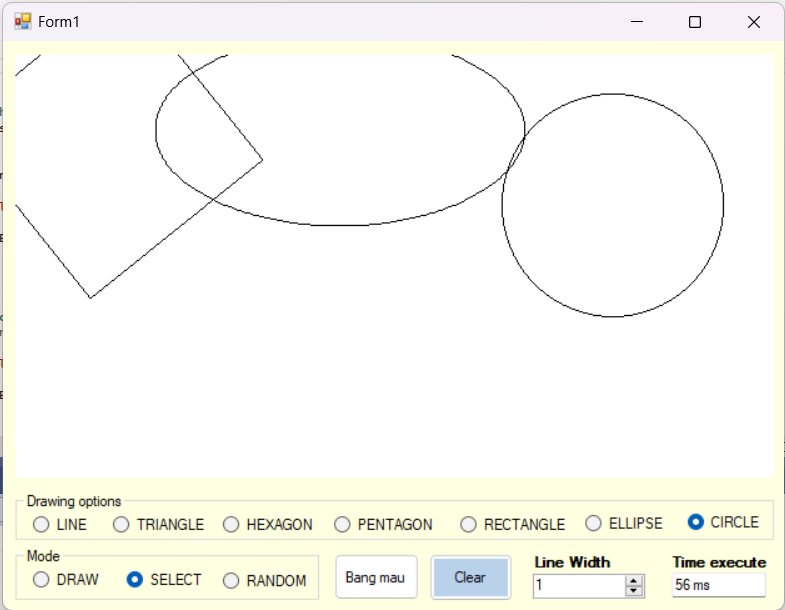 Form1
Drawing options
LINE TRIANGLE HEXAGON PENTAGON RECTANGLE ELLIPSE CIRCLE
Mode
DRAW SELECT RANDOM
Bang mau
Clear
Line Width
1
Time execute
56 ms